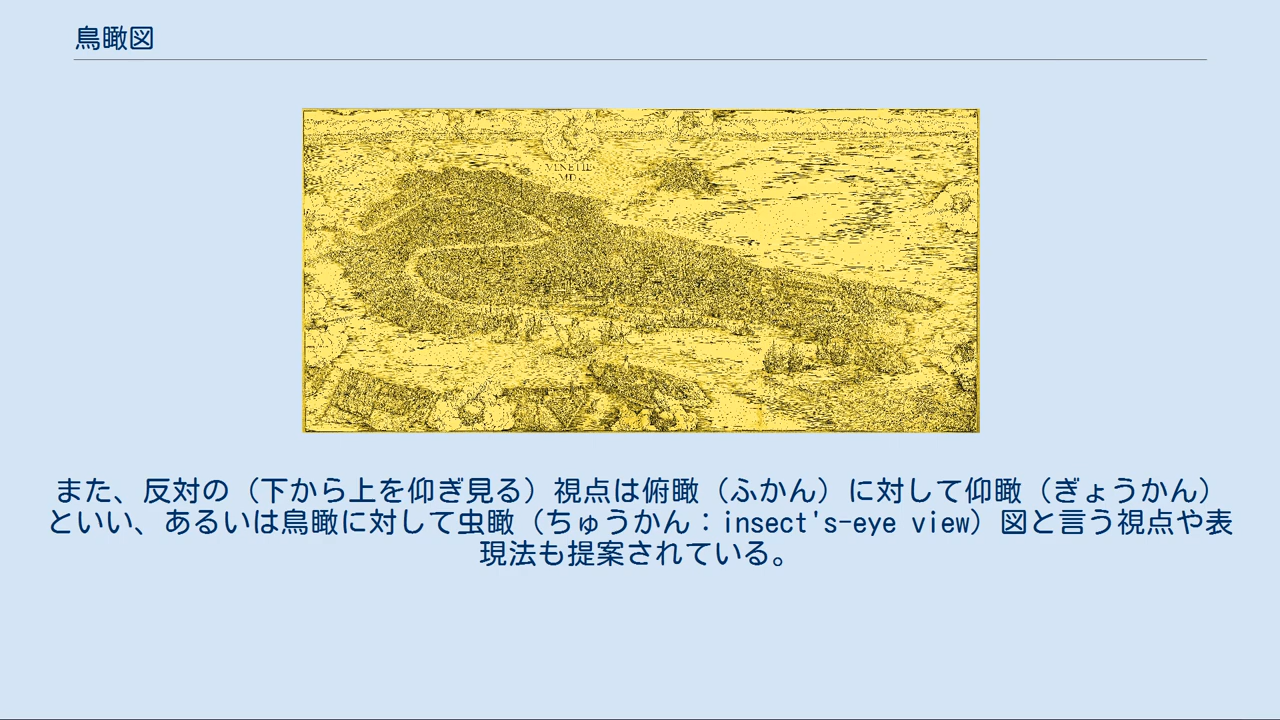 鳥瞰図
VENETIE
MD
また、反対の（下から上を仰ぎ見る）視点は俯瞰（ふかん）に対して仰瞰（ぎょうかん）
といい、あるいは鳥瞰に対して虫瞰（ちゅうかん：insect's-eye view）図と言う視点や表
現法も提案されている。